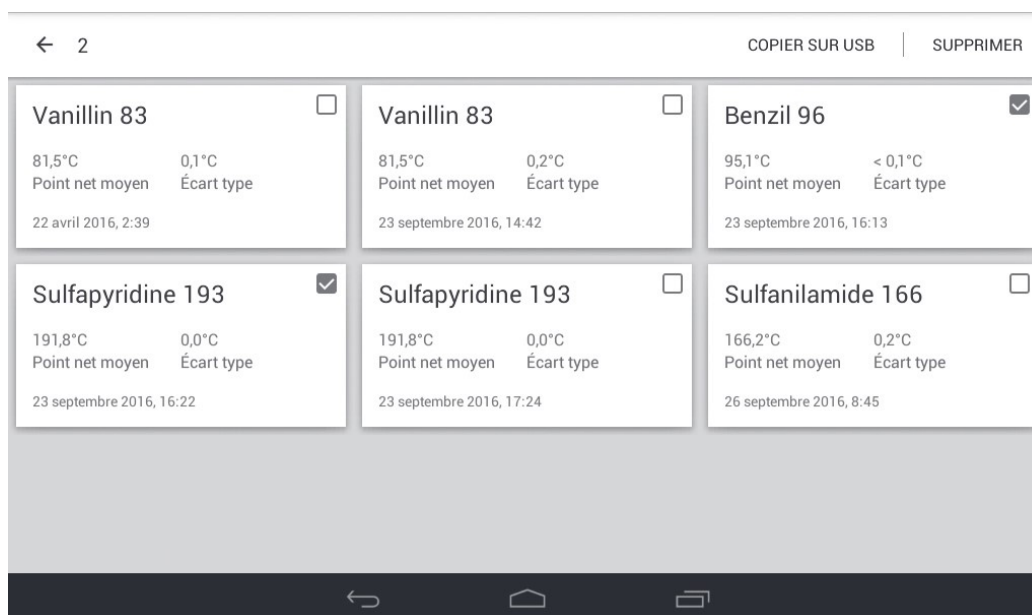 2 COPIER SUR USB SUPPRIMER
Vanillin 83
81,5°C 0,1°C
Point net moyen Écart type
22 avril 2016, 2:39
Vanillin 83
81,5°C 0,2°C
Point net moyen Écart type
23 septembre 2016, 14:42
Benzil 96
95,1°C < 0,1°C
Point net moyen Écart type
23 septembre 2016, 16:13
Sulfapyridine 193
191,8°C 0,0°C
Point net moyen Écart type
23 septembre 2016, 16:22
Sulfapyridine 193
191,8°C 0,0°C
Point net moyen Écart type
23 septembre 2016, 17:24
Sulfanilamide 166
166,2°C 0,2°C
Point net moyen Écart type
26 septembre 2016, 8:45